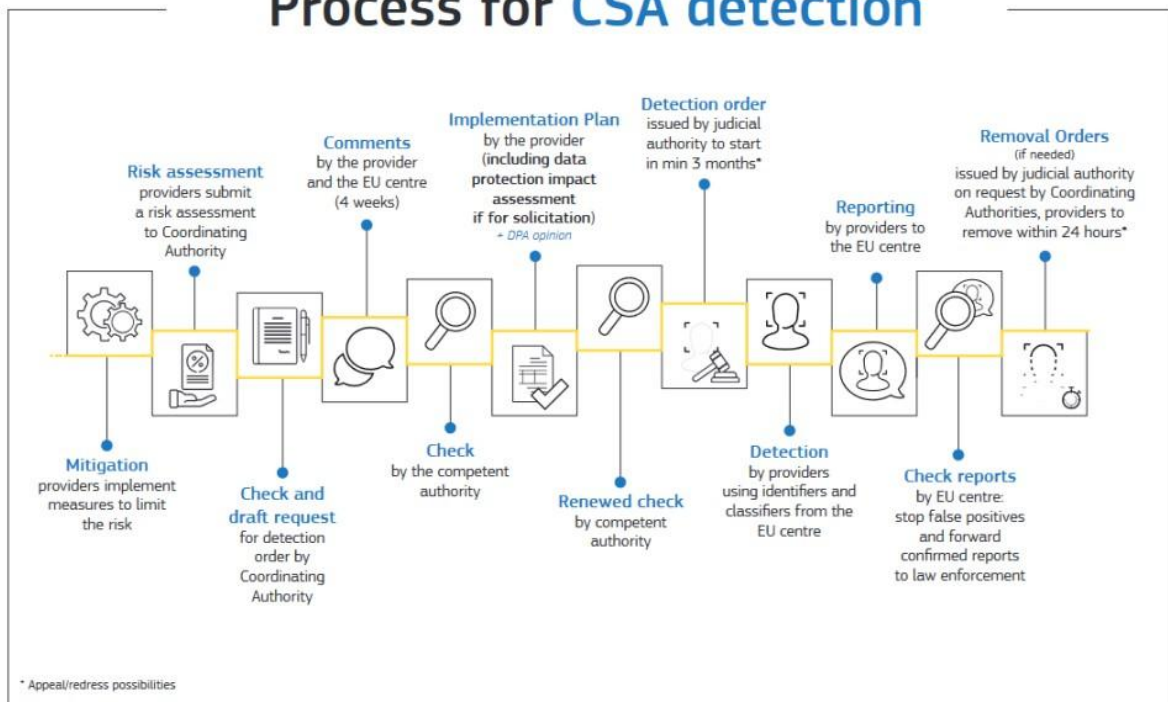 Process for CSA detection
Mitigation
providers implement
measures to limit
the risk
Risk assessment
providers submit
a risk assessment
to Coordinating
Authority
Check and
draft request
for detection
order by
Coordinating
Authority
Comments
by the provider
and the EU centre
(4 weeks)
Check
by the competent
authority
Implementation Plan
by the provider
(including data
protection impact
assessment
if for solicitation)
+ DPA opinion
Renewed check
by competent
authority
Detection order
issued by judicial
authority to start
in min 3 months*
Detection
by providers
using identifiers and
classifiers from the
EU centre
Reporting
by providers to
the EU centre
Check reports
by EU centre:
stop false positives
and forward
confirmed reports
to law enforcement
Removal Orders
(if needed)
issued by judicial authority
on request by Coordinating
Authorities, providers to
remove within 24 hours*
* Appeal/redress possibilities